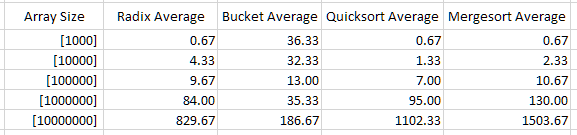 Array Size Radix Average Bucket Average Quicksort Average Mergesort Average
[1000] 0.67 36.33 0.67 0.67
[10000] 4.33 32.33 1.33 2.33
[100000] 9.67 13.00 7.00 10.67
[1000000] 84.00 35.33 95.00 130.00
[10000000] 829.67 186.67 1102.33 1503.67